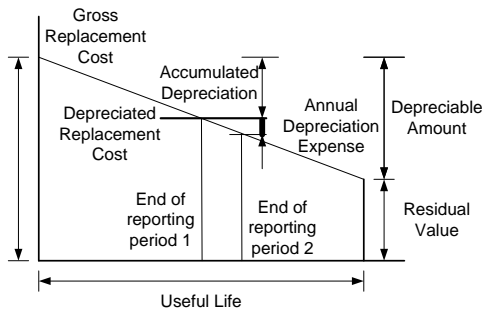 Gross
Replacement
Cost
Accumulated
Depreciation
Depreciated
Replacement
Cost
Annual
Depreciation
Expense
Depreciable
Amount
End of
reporting
period 1
End of
reporting
period 2
Residual
Value
Useful Life